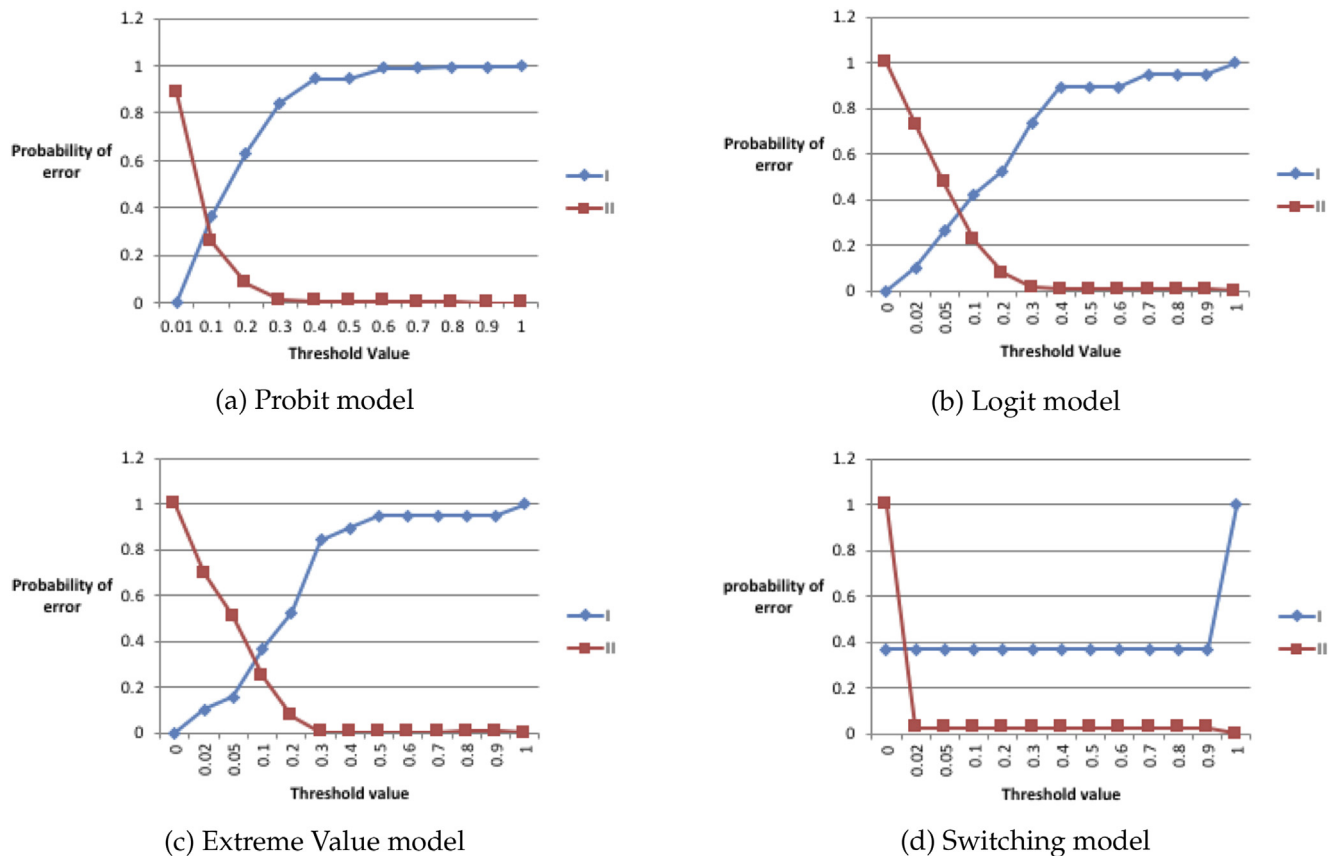 1.2
1
0.8
0.6
0.4
0.2
0
Probability of
error
0.01 0.1 0.2 0.3 0.4 0.5 0.6 0.7 0.8 0.9 1
Threshold Value
I
II
(a) Probit model
1.2
1
0.8
0.6
0.4
0.2
0
Probability of
error
0 0.02 0.05 0.1 0.2 0.3 0.4 0.5 0.6 0.7 0.8 0.9 1
Threshold Value
I
II
(b) Logit model
1.2
1
0.8
0.6
0.4
0.2
0
Probability of
error
0 0.02 0.05 0.1 0.2 0.3 0.4 0.5 0.6 0.7 0.8 0.9 1
Threshold value
I
II
(c) Extreme Value model
1.2
1
0.8
0.6
0.4
0.2
0
probability of
error
0 0.02 0.05 0.1 0.2 0.3 0.4 0.5 0.6 0.7 0.8 0.9 1
Threshold value
I
II
(d) Switching model